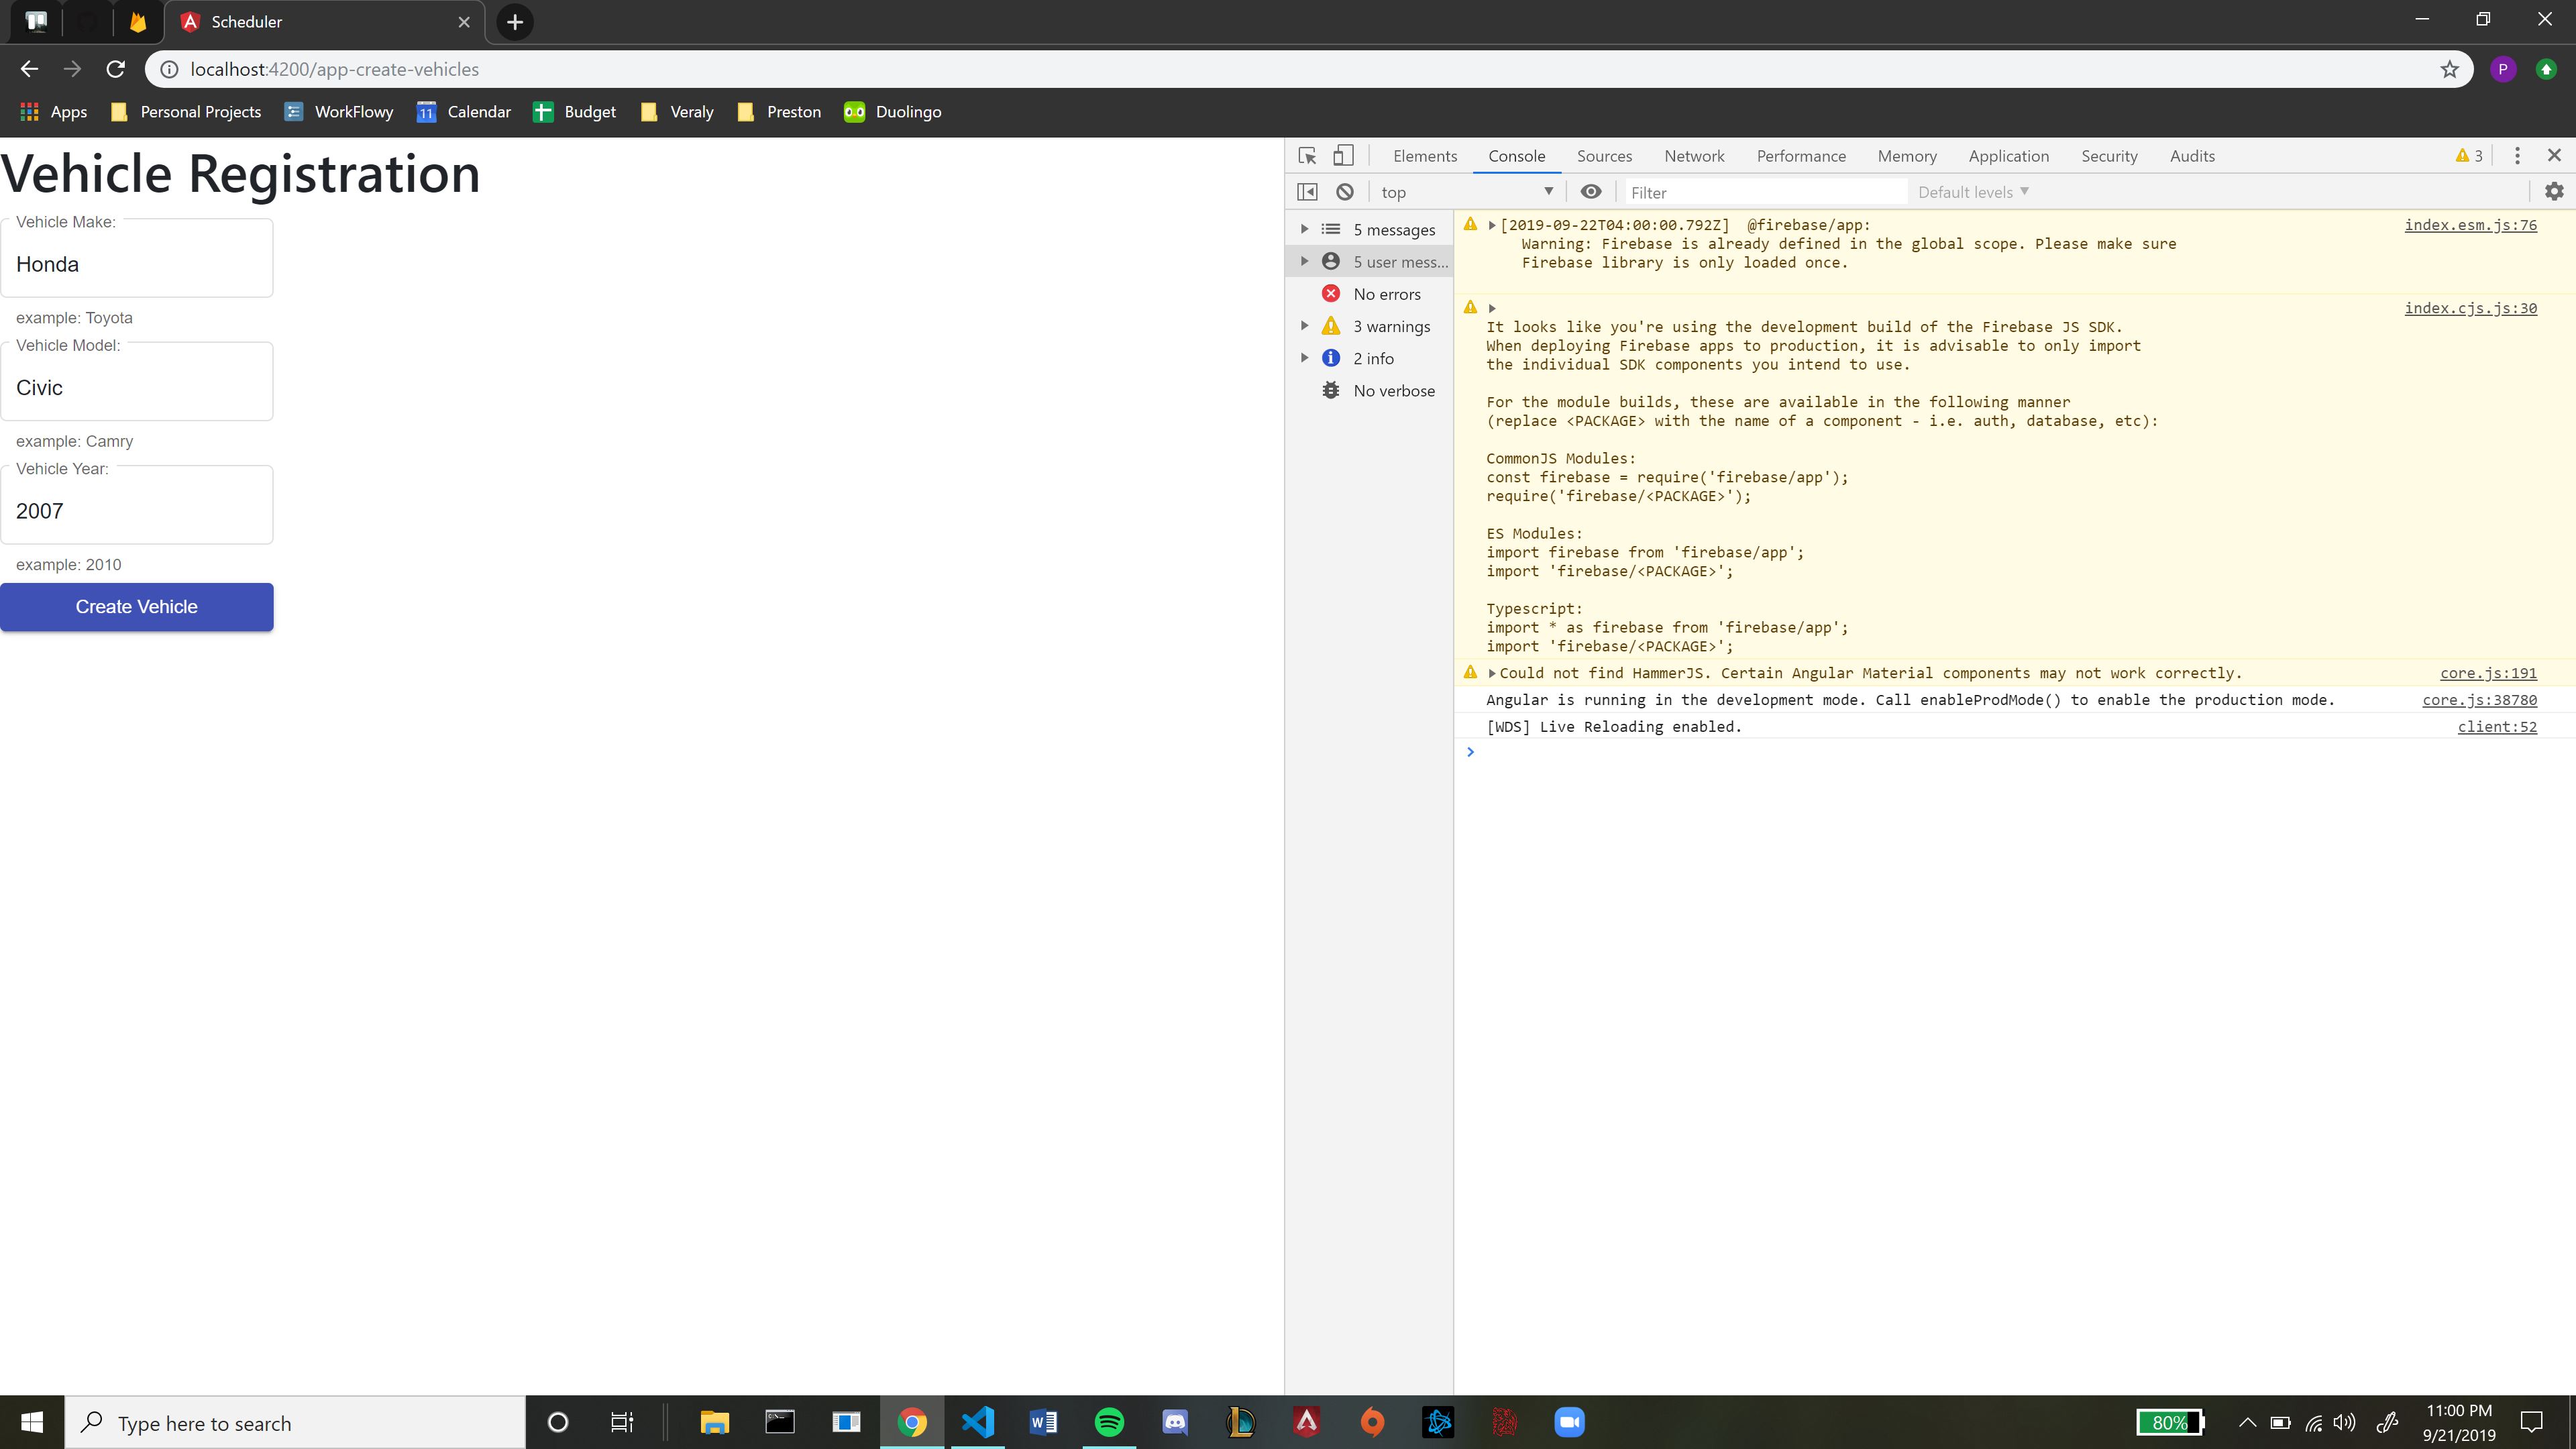 Scheduler
localhost:4200/app-create-vehicles
P
Apps Personal Projects WorkFlowy 11 Calendar Budget Veraly Preston Duolingo
Vehicle Registration
Vehicle Make:
Honda
example: Toyota
Vehicle Model:
Civic
example: Camry
Vehicle Year:
2007
example: 2010
Create Vehicle
Elements Console Sources Network Performance Memory Application Security Audits 3
top Filter Default levels
5 messages
5 user mess...
No errors
3 warnings
2 info
No verbose
[2019-09-22T04:00:00.792Z] @firebase/app: index.esm.js:76
Warning: Firebase is already defined in the global scope. Please make sure
Firebase library is only loaded once.
index.cjs.js:30
It looks like you're using the development build of the Firebase JS SDK.
When deploying Firebase apps to production, it is advisable to only import
the individual SDK components you intend to use.
For the module builds, these are available in the following manner
(replace <PACKAGE> with the name of a component - i.e. auth, database, etc):
CommonJS Modules:
const firebase = require('firebase/app');
require('firebase/<PACKAGE>');
ES Modules:
import firebase from 'firebase/app';
import 'firebase/<PACKAGE>';
Typescript:
import * as firebase from 'firebase/app';
import 'firebase/<PACKAGE>';
Could not find HammerJS. Certain Angular Material components may not work correctly. core.js:191
Angular is running in the development mode. Call enableProdMode() to enable the production mode. core.js:38780
[WDS] Live Reloading enabled. client:52
Type here to search
80%
11:00 PM
9/21/2019